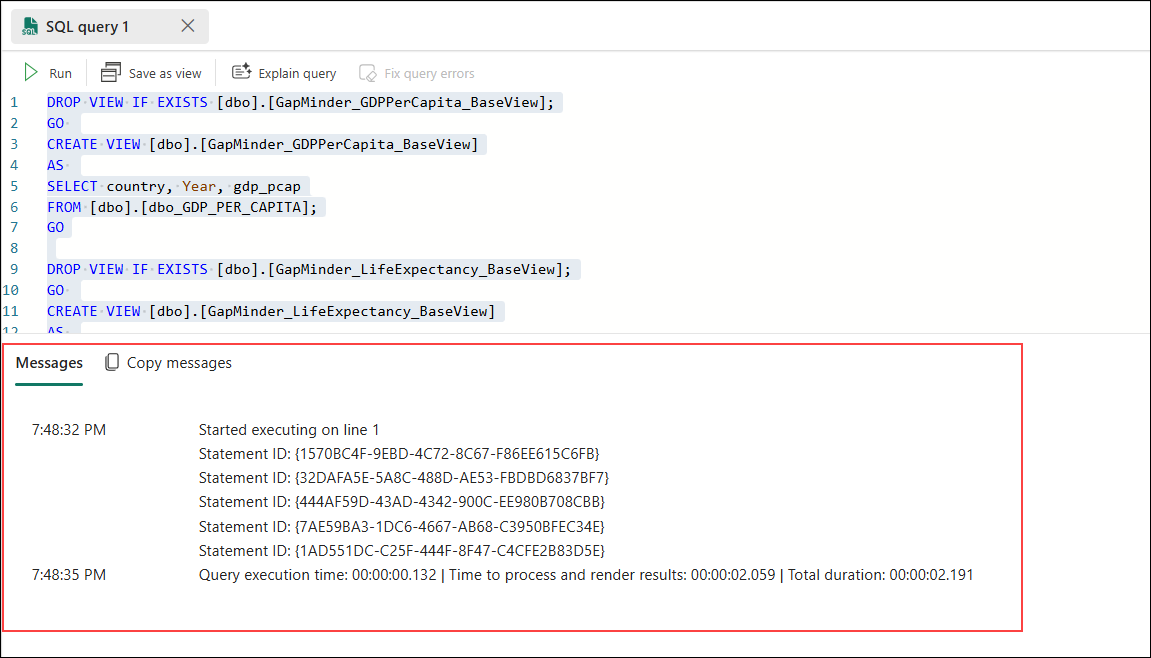 SQL query 1
Run Save as view Explain query Fix query errors
1 DROP VIEW IF EXISTS [dbo].[GapMinder_GDPPerCapita_BaseView];
2 GO
3 CREATE VIEW [dbo].[GapMinder_GDPPerCapita_BaseView]
4 AS
5 SELECT country, Year, gdp_pcap
6 FROM [dbo].[dbo_GDP_PER_CAPITA];
7 GO
8
9 DROP VIEW IF EXISTS [dbo].[GapMinder_LifeExpectancy_BaseView];
10 GO
11 CREATE VIEW [dbo].[GapMinder_LifeExpectancy_BaseView]
12 AS
Messages Copy messages
7:48:32 PM Started executing on line 1
Statement ID: {1570BC4F-9EBD-4C72-8C67-F86EE615C6FB}
Statement ID: {32DAFA5E-5A8C-488D-AE53-FBDBD6837BF7}
Statement ID: {444AF59D-43AD-4342-900C-EE980B708CBB}
Statement ID: {7AE59BA3-1DC6-4667-AB68-C3950BFEC34E}
Statement ID: {1AD551DC-C25F-444F-8F47-C4CFE2B83D5E}
7:48:35 PM Query execution time: 00:00:00.132 | Time to process and render results: 00:00:02.059 | Total duration: 00:00:02.191